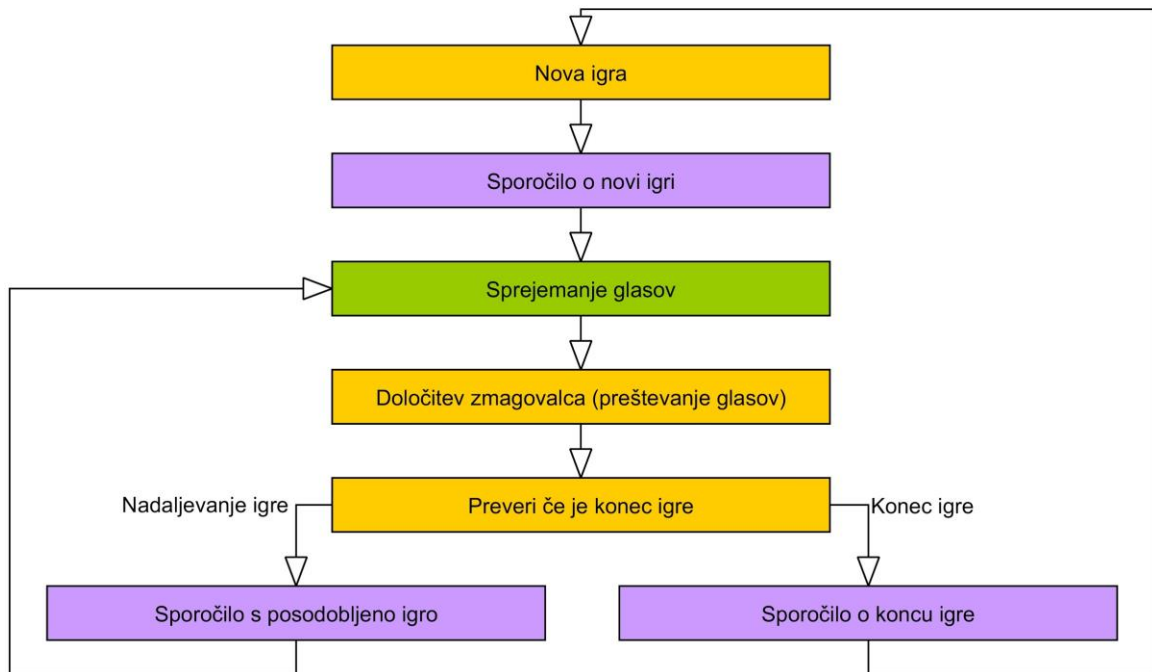 Nova igra
Sporočilo o novi igri
Sprejemanje glasov
Določitev zmagovalca (preštevanje glasov)
Nadaljevanje igre
Preveri če je konec igre
Konec igre
Sporočilo s posodobljeno igro
Sporočilo o koncu igre